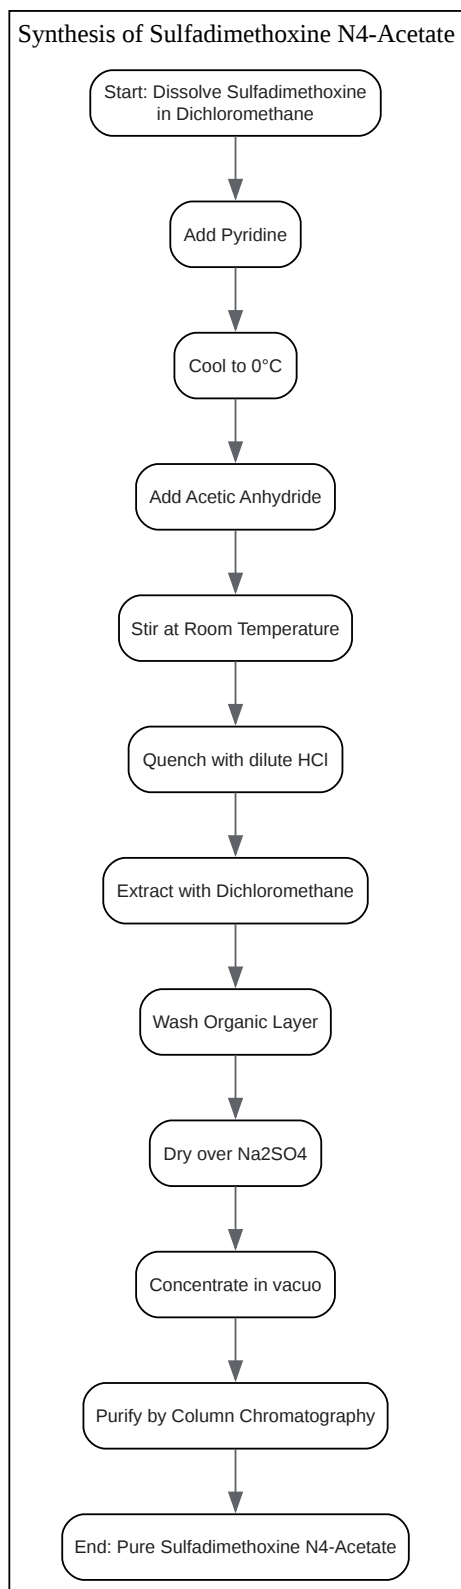 Synthesis of Sulfadimethoxine N4-Acetate
Start: Dissolve Sulfadimethoxine
in Dichloromethane
Add Pyridine
Cool to 0°C
Add Acetic Anhydride
Stir at Room Temperature
Quench with dilute HCl
Extract with Dichloromethane
Wash Organic Layer
Dry over Na2SO4
Concentrate in vacuo
Purify by Column Chromatography
End: Pure Sulfadimethoxine N4-Acetate